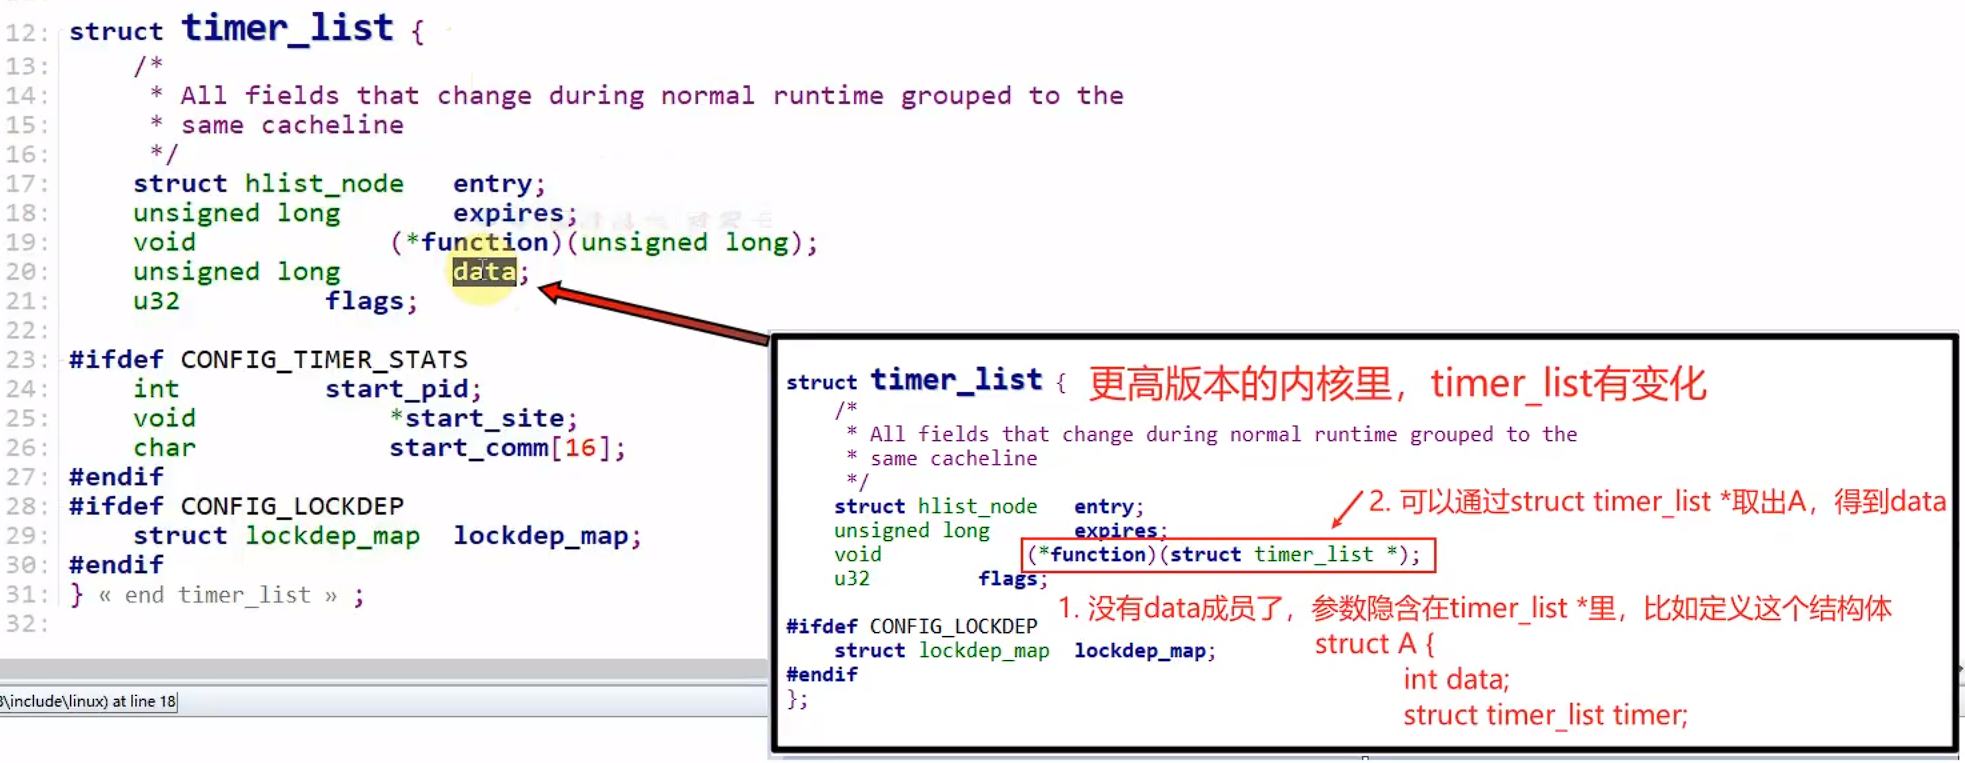 12: struct timer_list {
13: /*
14: * All fields that change during normal runtime grouped to the
15: * same cacheline
16: */
17: struct hlist_node entry;
18: unsigned long expires;
19: void (*function)(unsigned long);
20: unsigned long data;
21: u32 flags;
22:
23: #ifdef CONFIG_TIMER_STATS
24: int start_pid;
25: void *start_site;
26: char start_comm[16];
27: #endif
28: #ifdef CONFIG_LOCKDEP
29: struct lockdep_map lockdep_map;
30: #endif
31: } « end timer_list » ;
32:
\include\linux) at line 18
struct timer_list { 更高版本的内核里，timer_list有变化
/*
* All fields that change during normal runtime grouped to the
* same cacheline
*/
struct hlist_node entry; 2. 可以通过struct timer_list *取出A，得到data
unsigned long expires;
void (*function)(struct timer_list *);
u32 flags;
1. 没有data成员了，参数隐含在timer_list *里，比如定义这个结构体
#ifdef CONFIG_LOCKDEP
struct A {
struct lockdep_map lockdep_map;
#endif
int data;
};
struct timer_list timer;